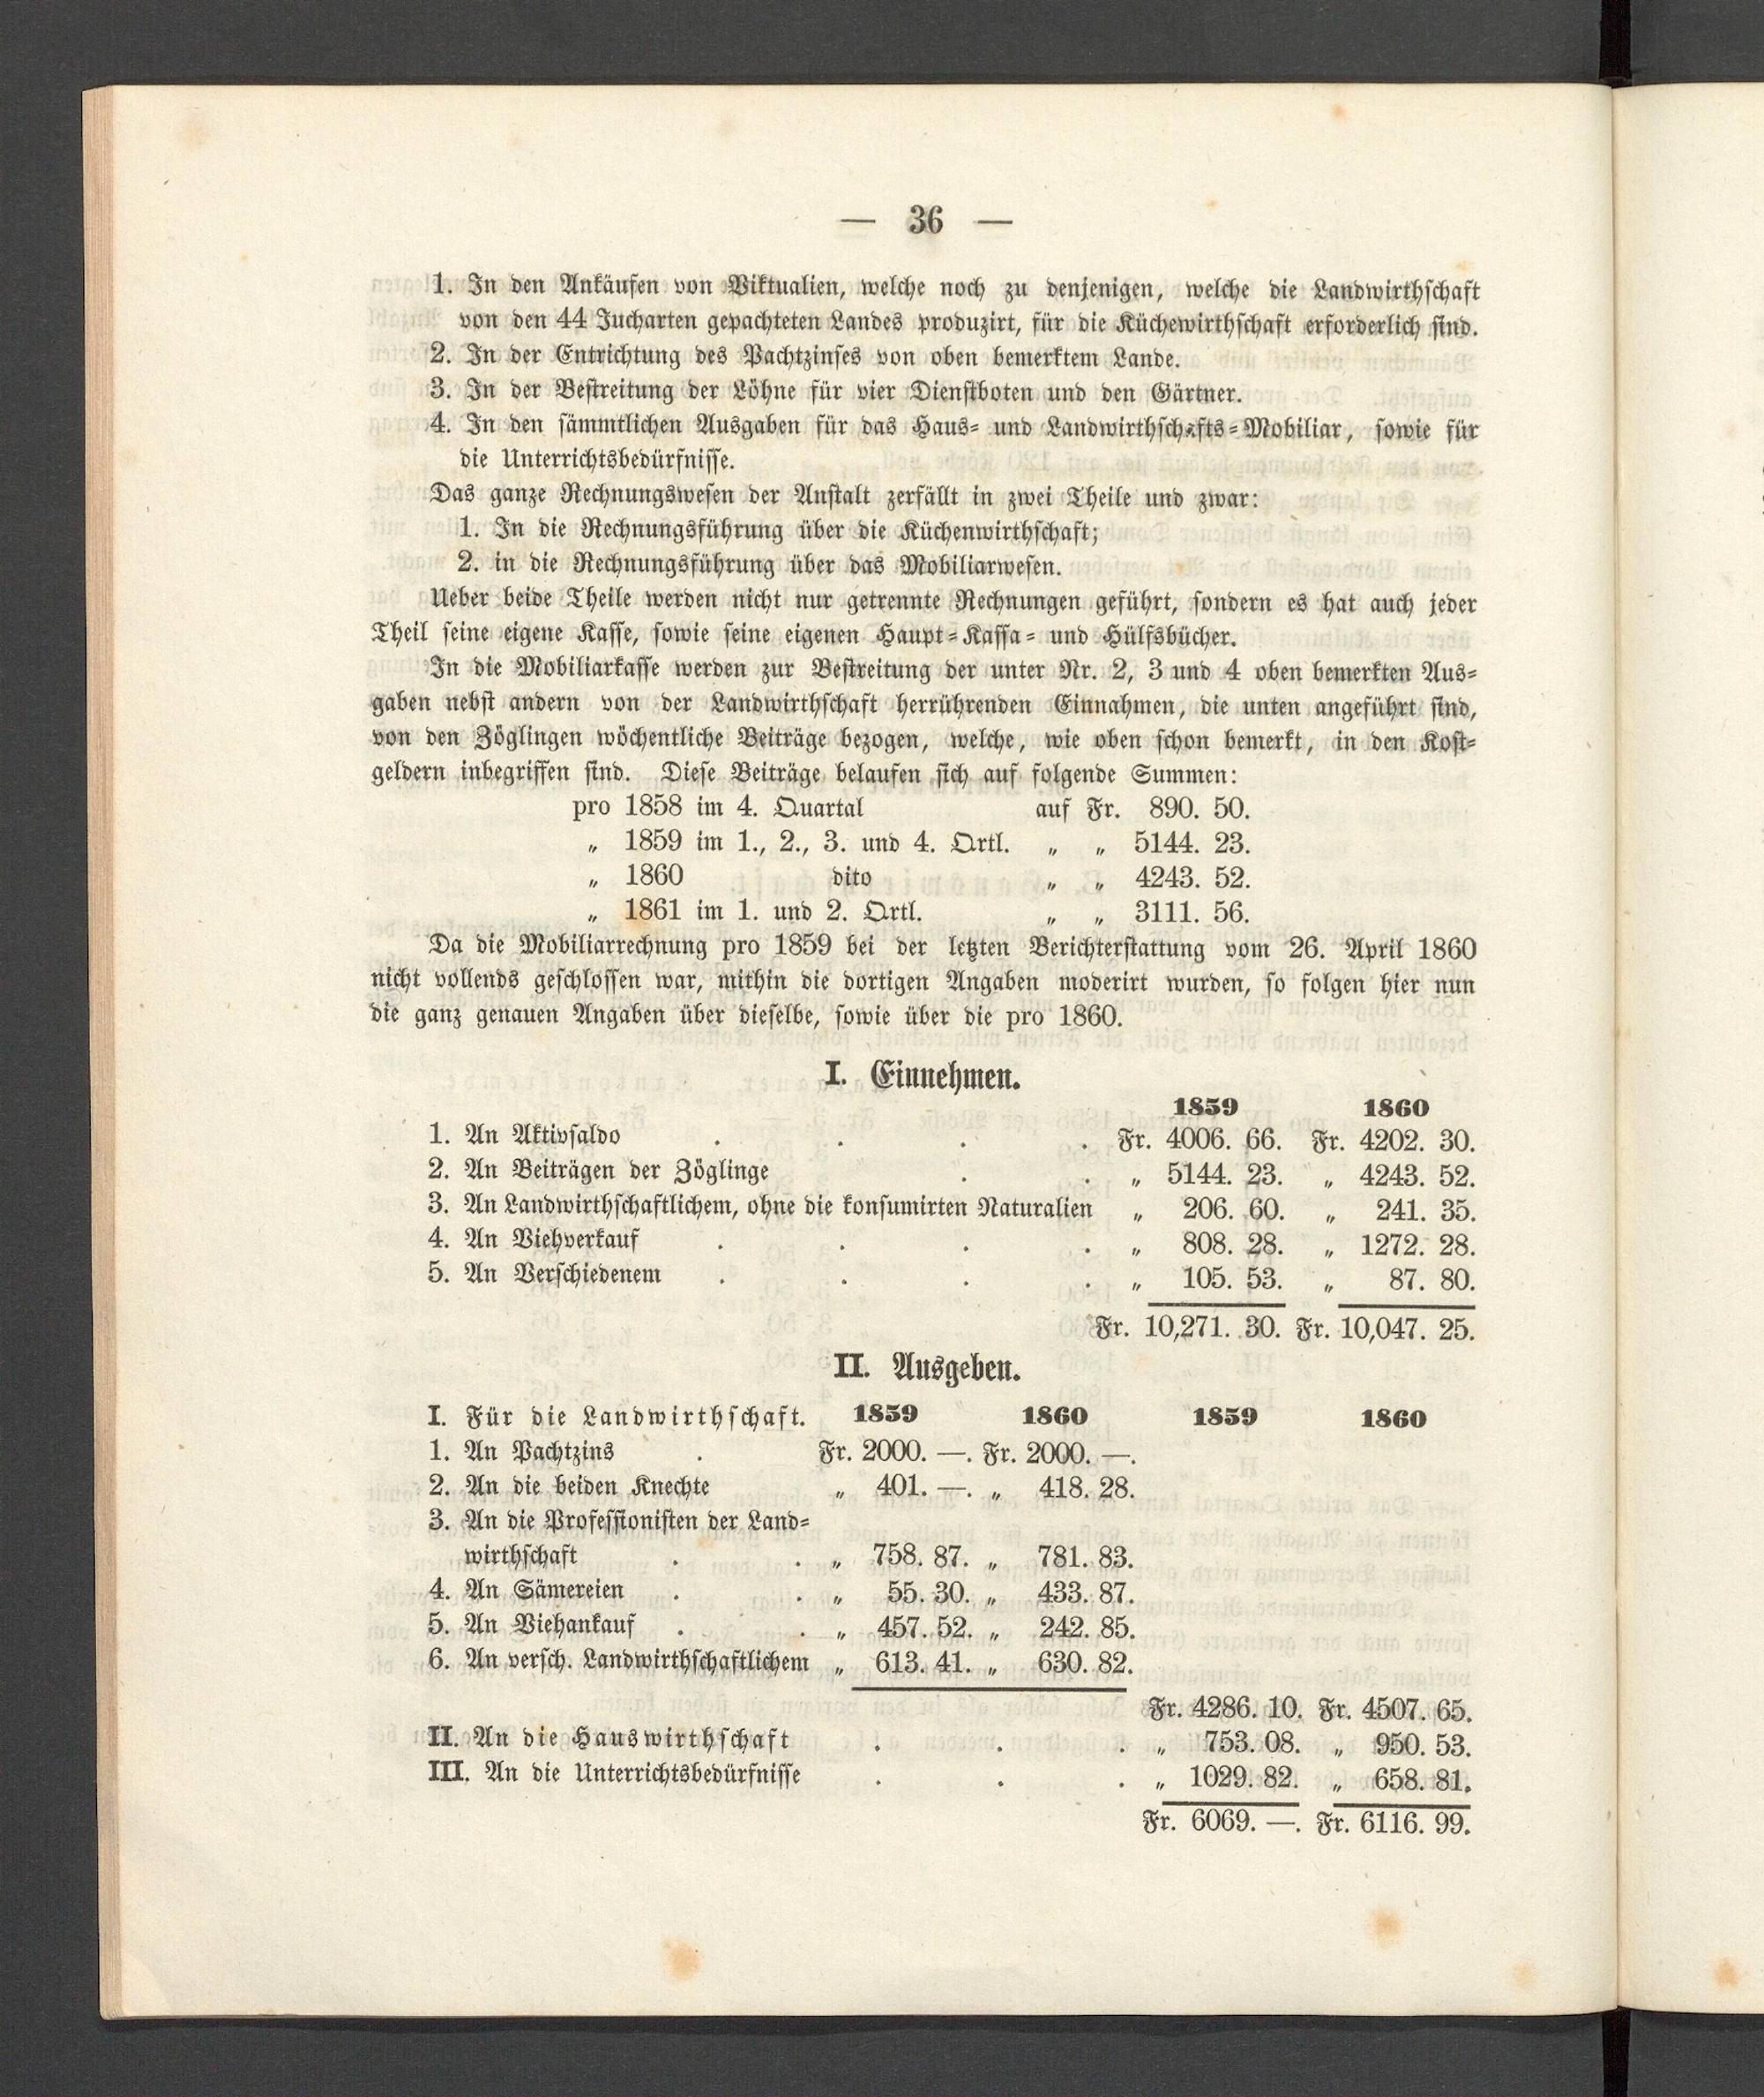 — 36 —
1. In den Ankäufen von Viktualien, welche noch zu denjenigen, welche die Landwirthschaft
von den 44 Jucharten gepachteten Landes produzirt, für die Küchewirthschaft erforderlich sind.
2. In der Entrichtung des Pachtzinses von oben bemerktem Lande.
3. In der Bestreitung der Löhne für vier Dienstboten und den Gärtner.
4. In den sämmtlichen Ausgaben für das Haus- und Landwirthschafts-Mobiliar, sowie für
die Unterrichtsbedürfnisse.
Das ganze Rechnungswesen der Anstalt zerfällt in zwei Theile und zwar:
1. In die Rechnungsführung über die Küchenwirthschaft;
2. in die Rechnungsführung über das Mobiliarwesen.
Ueber beide Theile werden nicht nur getrennte Rechnungen geführt, sondern es hat auch jeder
Theil seine eigene Kasse, sowie seine eigenen Haupt-Kassa- und Hülfsbücher.
In die Mobiliarkasse werden zur Bestreitung der unter Nr. 2, 3 und 4 oben bemerkten Aus-
gaben nebst andern von der Landwirthschaft herrührenden Einnahmen, die unten angeführt sind,
von den Zöglingen wöchentliche Beiträge bezogen, welche, wie oben schon bemerkt, in den Kost-
geldern inbegriffen sind. Diese Beiträge belaufen sich auf folgende Summen:
pro 1858 im 4. Quartal auf Fr. 890. 50.
„ 1859 im 1., 2., 3. und 4. Qrtl. „ „ 5144. 23.
„ 1860 dito „ „ 4243. 52.
„ 1861 im 1. und 2. Qrtl. „ „ 3111. 56.
Da die Mobiliarrechnung pro 1859 bei der letzten Berichterstattung vom 26. April 1860
nicht vollends geschlossen war, mithin die dortigen Angaben moderirt wurden, so folgen hier nun
die ganz genauen Angaben über dieselbe, sowie über die pro 1860.
I. Einnehmen.
1859 1860
1. An Aktivsaldo . . . . Fr. 4006. 66. Fr. 4202. 30.
2. An Beiträgen der Zöglinge . . „ 5144. 23. „ 4243. 52.
3. An Landwirthschaftlichem, ohne die konsumirten Naturalien „ 206. 60. „ 241. 35.
4. An Viehverkauf . . . . „ 808. 28. „ 1272. 28.
5. An Verschiedenem . . . . „ 105. 53. „ 87. 80.
Fr. 10,271. 30. Fr. 10,047. 25.
II. Ausgeben.
I. Für die Landwirthschaft. 1859 1860 1859 1860
1. An Pachtzins . Fr. 2000. —. Fr. 2000. —.
2. An die beiden Knechte „ 401. —. „ 418. 28.
3. An die Professionisten der Land-
wirthschaft . . „ 758. 87. „ 781. 83.
4. An Sämereien . . „ 55. 30. „ 433. 87.
5. An Viehankauf . . „ 457. 52. „ 242. 85.
6. An versch. Landwirthschaftlichem „ 613. 41. „ 630. 82.
Fr. 4286. 10. Fr. 4507. 65.
II. An die Hauswirthschaft . . . „ 753. 08. „ 950. 53.
III. An die Unterrichtsbedürfnisse . . . „ 1029. 82. „ 658. 81.
Fr. 6069. —. Fr. 6116. 99.